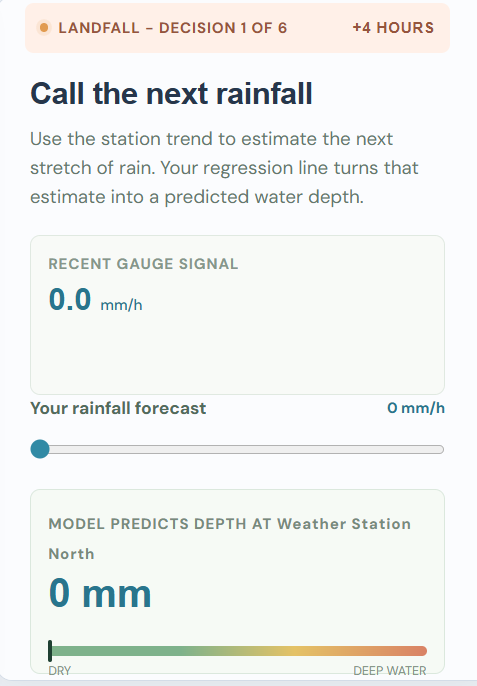 LANDFALL – DECISION 1 OF 6 +4 HOURS
Call the next rainfall
Use the station trend to estimate the next
stretch of rain. Your regression line turns that
estimate into a predicted water depth.
RECENT GAUGE SIGNAL
0.0 mm/h
Your rainfall forecast 0 mm/h
MODEL PREDICTS DEPTH AT Weather Station
North
0 mm
DRY DEEP WATER